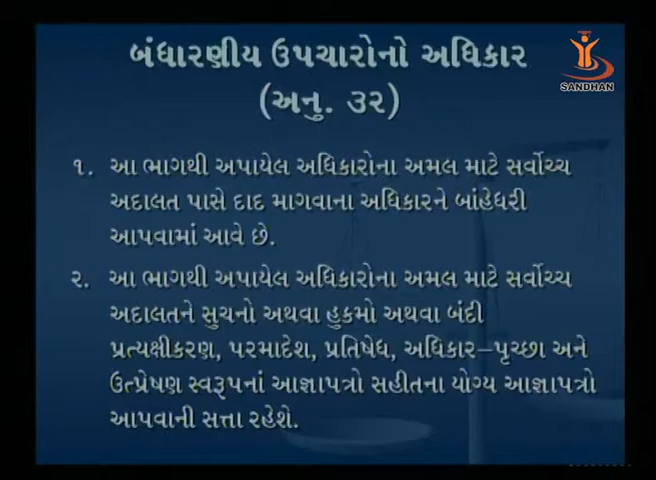 બંધારણીય ઉપચારોનો અધિકાર
(અનુ. ૩૨)
SANDHAN
૧. આ ભાગથી અપાયેલ અધિકારોના અમલ માટે સર્વોચ્ચ
અદાલત પાસે દાદ માગવાના અધિકારને બાંહેધરી
આપવામાં આવે છે.
૨. આ ભાગથી અપાયેલ અધિકારોના અમલ માટે સર્વોચ્ચ
અદાલતને સુચનો અથવા હુકમો અથવા બંદી
પ્રત્યક્ષીકરણ, પરમાદેશ, પ્રતિષેધ, અધિકાર–પૃચ્છા અને
ઉત્પ્રેષણ સ્વરૂપનાં આજ્ઞાપત્રો સહીતના યોગ્ય આજ્ઞાપત્રો
આપવાની સત્તા રહેશે.